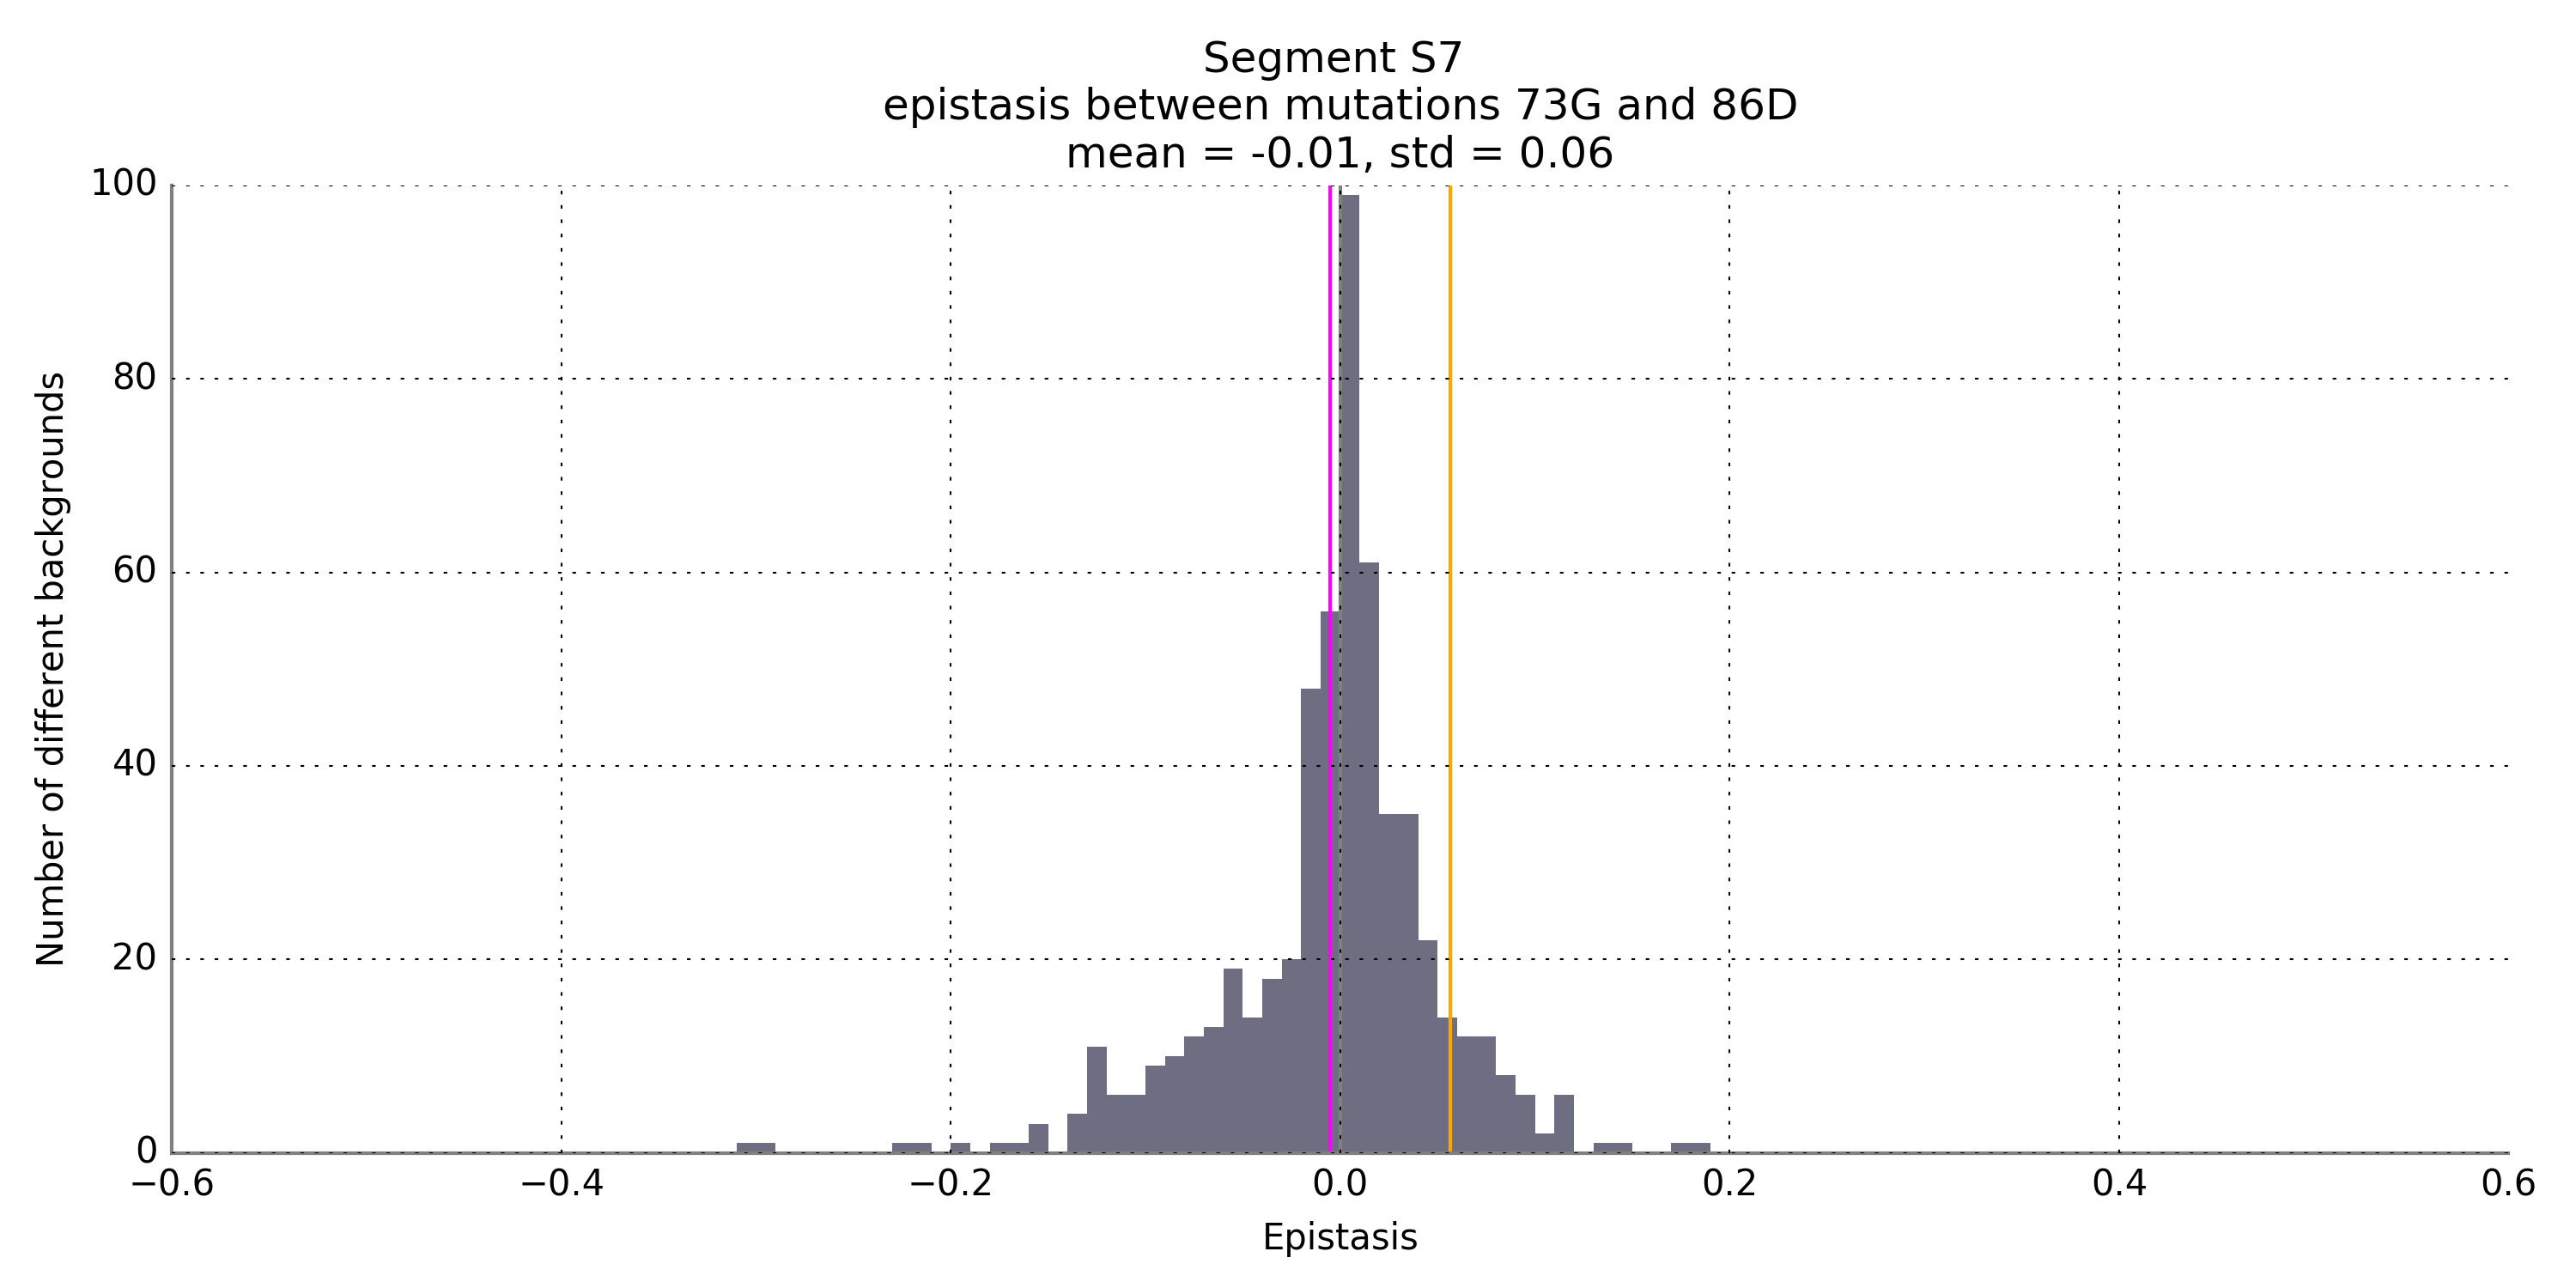 Segment S7
epistasis between mutations 73G and 86D
mean = -0.01, std = 0.06
100
80
60
40
20
0
Number of different backgrounds
−0.6 −0.4 −0.2 0.0 0.2 0.4 0.6
Epistasis